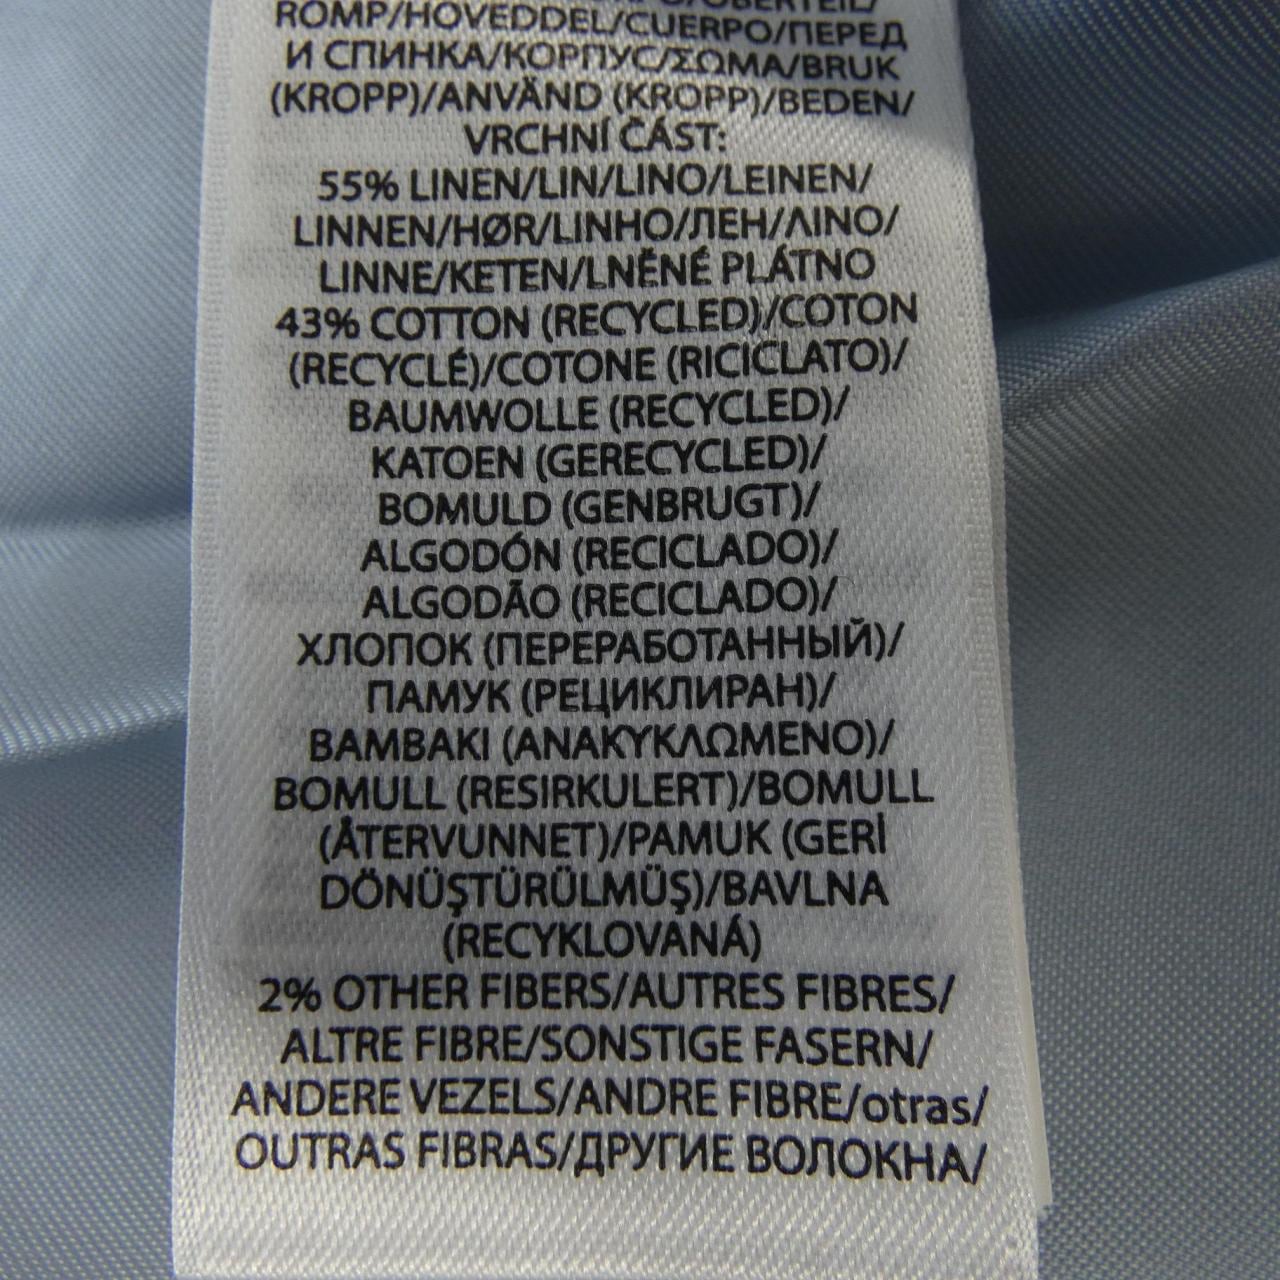 ROMP/HOVEDDEL/CUERPO/ПЕРЕД
И СПИНКА/КОРПУС/ΣΩΜΑ/BRUK
(KROPP)/ANVÄND (KROPP)/BEDEN/
VRCHNÍ ČÁST:
55% LINEN/LIN/LINO/LEINEN/
LINNEN/HØR/LINHO/ЛЕН/ΛΙΝΟ/
LINNE/KETEN/LNĚNÉ PLÁTNO
43% COTTON (RECYCLED)/COTON
(RECYCLÉ)/COTONE (RICICLATO)/
BAUMWOLLE (RECYCLED)/
KATOEN (GERECYCLED)/
BOMULD (GENBRUGT)/
ALGODÓN (RECICLADO)/
ALGODÃO (RECICLADO)/
ХЛОПОК (ПЕРЕРАБОТАННЫЙ)/
ПАМУК (РЕЦИКЛИРАН)/
ΒΑΜΒΑΚΙ (ΑΝΑΚΥΚΛΩΜΕΝΟ)/
BOMULL (RESIRKULERT)/BOMULL
(ÅTERVUNNET)/PAMUK (GERİ
DÖNÜŞTÜRÜLMÜŞ)/BAVLNA
(RECYKLOVANÁ)
2% OTHER FIBERS/AUTRES FIBRES/
ALTRE FIBRE/SONSTIGE FASERN/
ANDERE VEZELS/ANDRE FIBRE/otras/
OUTRAS FIBRAS/ДРУГИЕ ВОЛОКНА/